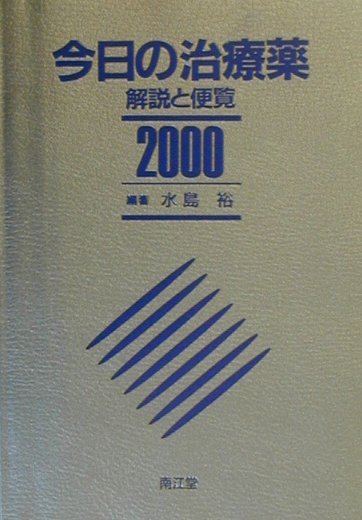 今日の治療薬
解説と便覧
2000
編著 水島 裕
南江堂